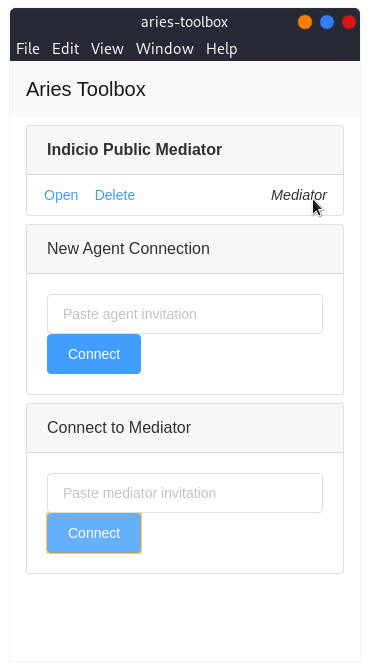 aries-toolbox
File Edit View Window Help
Aries Toolbox
Indicio Public Mediator
Open Delete Mediator
New Agent Connection
Paste agent invitation
Connect
Connect to Mediator
Paste mediator invitation
Connect